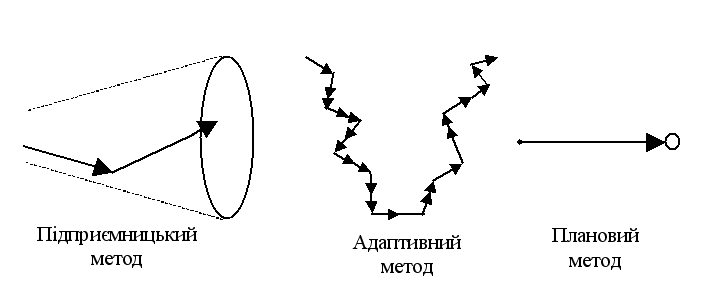 Підприємницький
метод
Адаптивний
метод
Плановий
метод